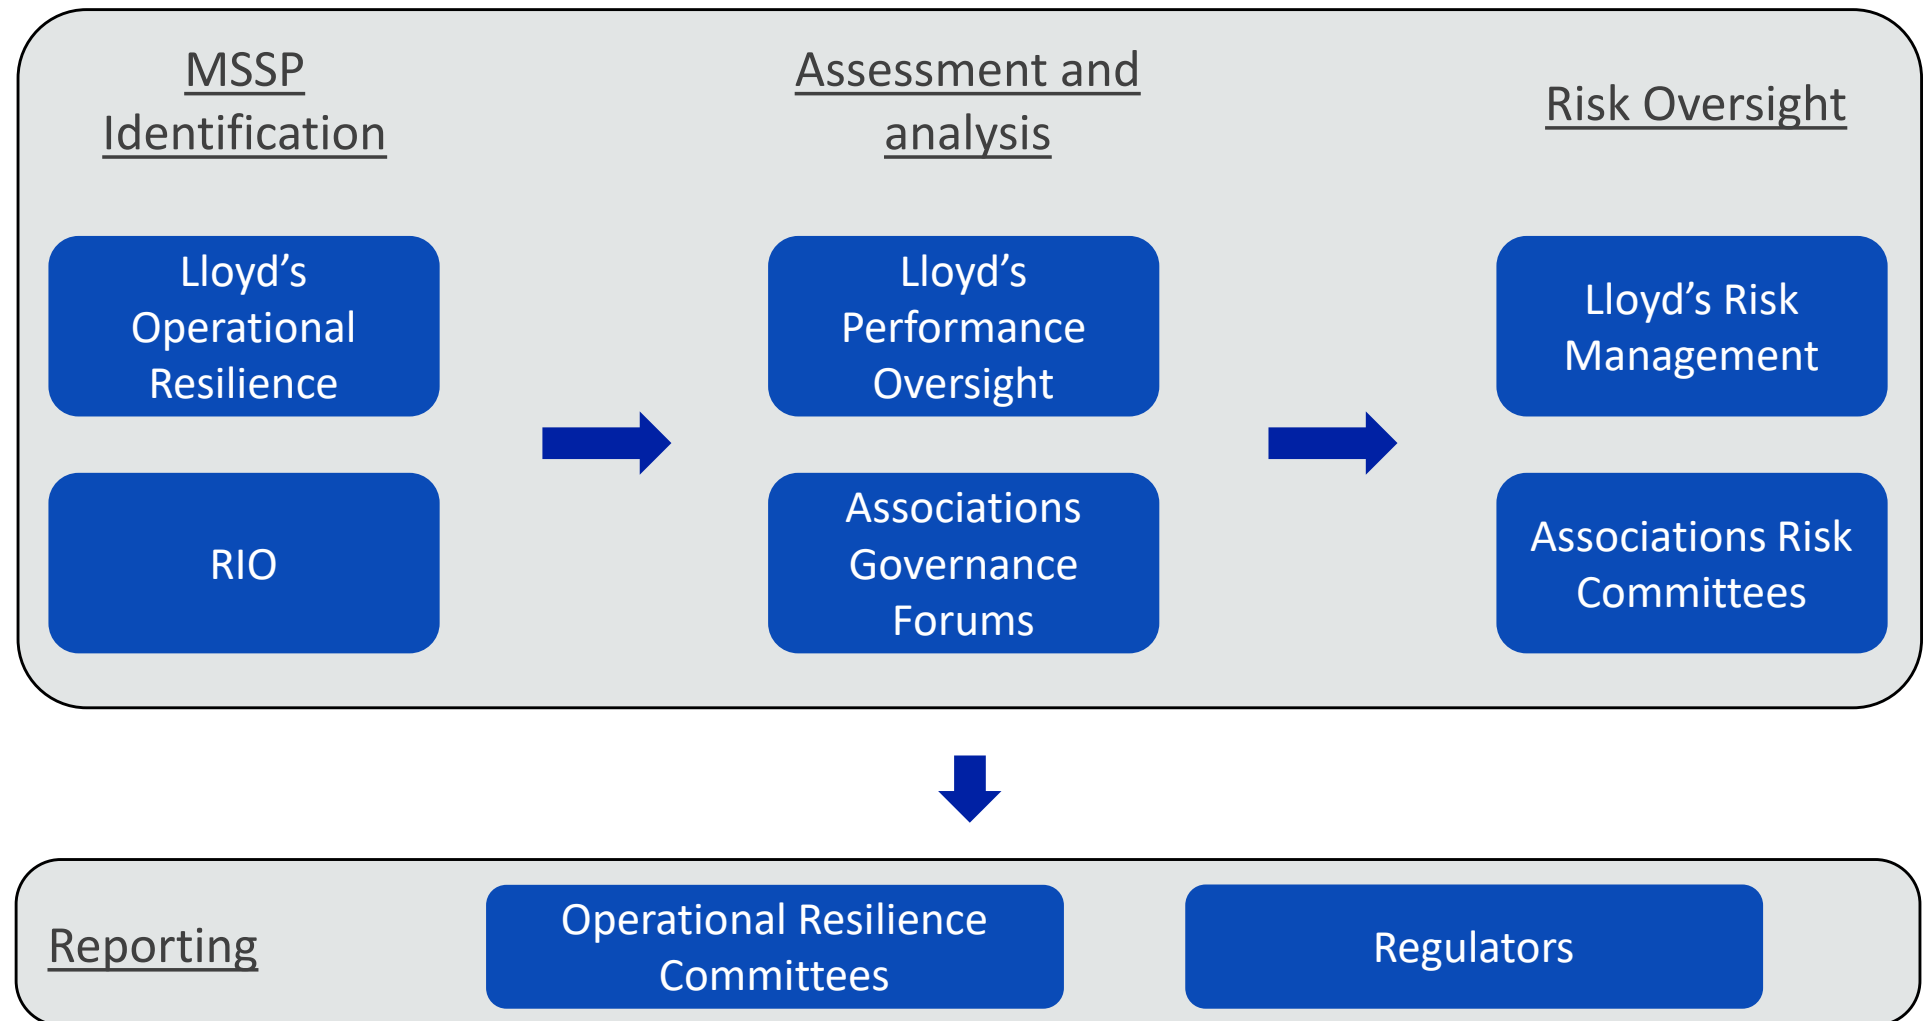 MSSP
Identification
Assessment and
analysis
Risk Oversight
Lloyd’s
Operational
Resilience
Lloyd’s
Performance
Oversight
Lloyd’s Risk
Management
RIO
Associations
Governance
Forums
Associations Risk
Committees
Reporting
Operational Resilience
Committees
Regulators